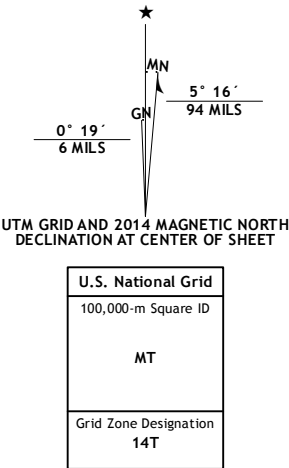 MN
5° 16´
94 MILS
GN
0° 19´
6 MILS
UTM GRID AND 2014 MAGNETIC NORTH
DECLINATION AT CENTER OF SHEET
U.S. National Grid
100,000-m Square ID
MT
Grid Zone Designation
14T